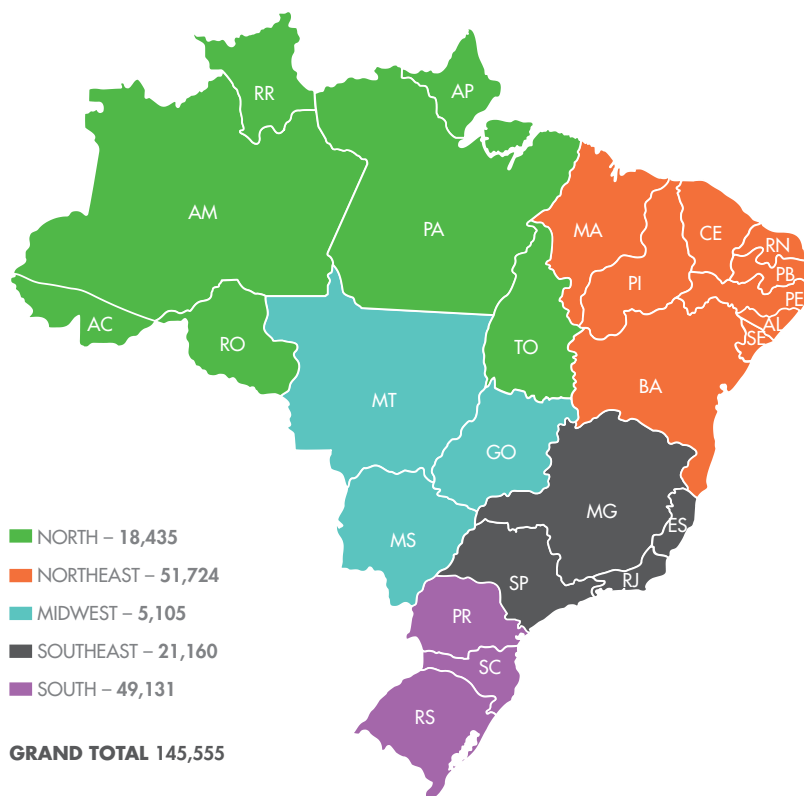 RR
AP
AM
PA
MA
CE
RN
PB
PI
PE
AL
SE
AC
RO
TO
BA
MT
GO
MG
ES
MS
SP
RJ
PR
SC
RS
NORTH – 18,435
NORTHEAST – 51,724
MIDWEST – 5,105
SOUTHEAST – 21,160
SOUTH – 49,131
GRAND TOTAL 145,555